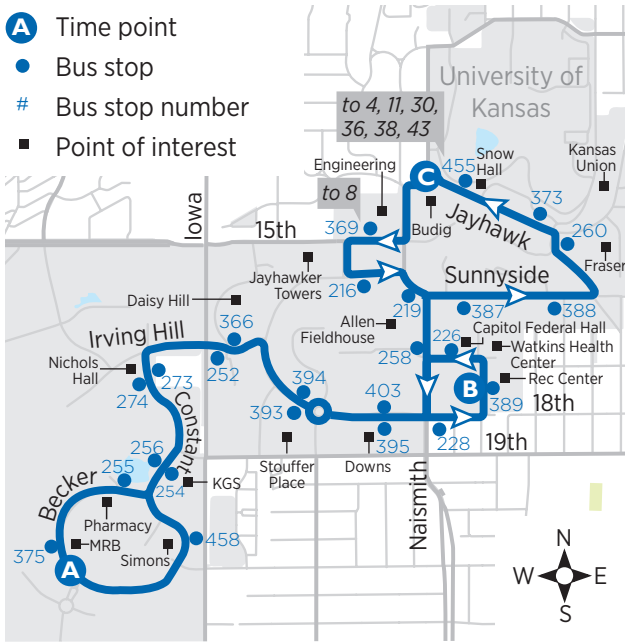 A Time point
Bus stop
# Bus stop number
Point of interest
University of
Kansas
to 4, 11, 30,
36, 38, 43
Engineering
C
455
Snow
Hall
Kansas
Union
to 8
Iowa
15th
369
Budig
Jayhawk
373
260
Fraser
Jayhawker
Towers
216
Sunnyside
Daisy Hill
219
387
388
Irving Hill
366
Allen
Fieldhouse
226
Capitol Federal Hall
Watkins Health
Center
Nichols
Hall
273
252
258
Rec Center
274
394
B
389
18th
Constant
393
403
395
228
19th
256
255
254
KGS
Stouffer
Place
Downs
Becker
Pharmacy
Naismith
375
MRB
Simons
458
A
N
W
E
S